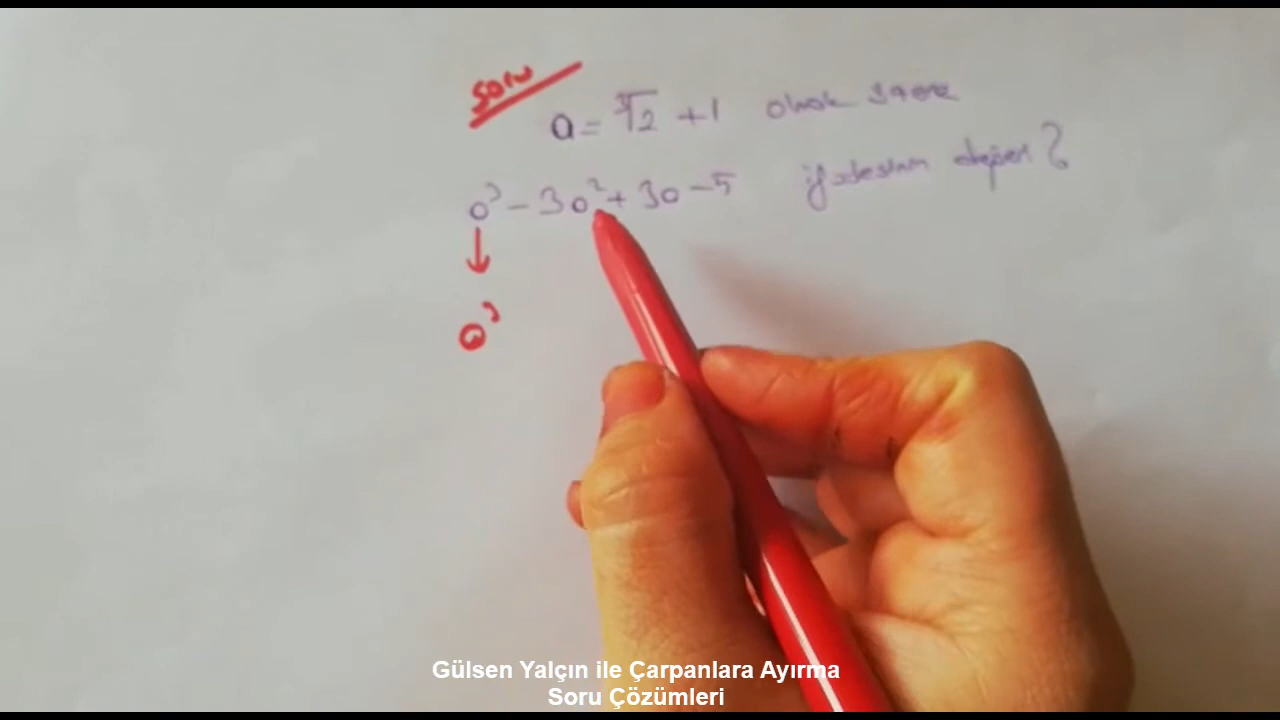 Soru
a = ∛2 + 1 olmak üzere
a³ - 3a² + 3a - 5 ifadesinin değeri?
a³
Gülsen Yalçın ile Çarpanlara Ayırma
Soru Çözümleri